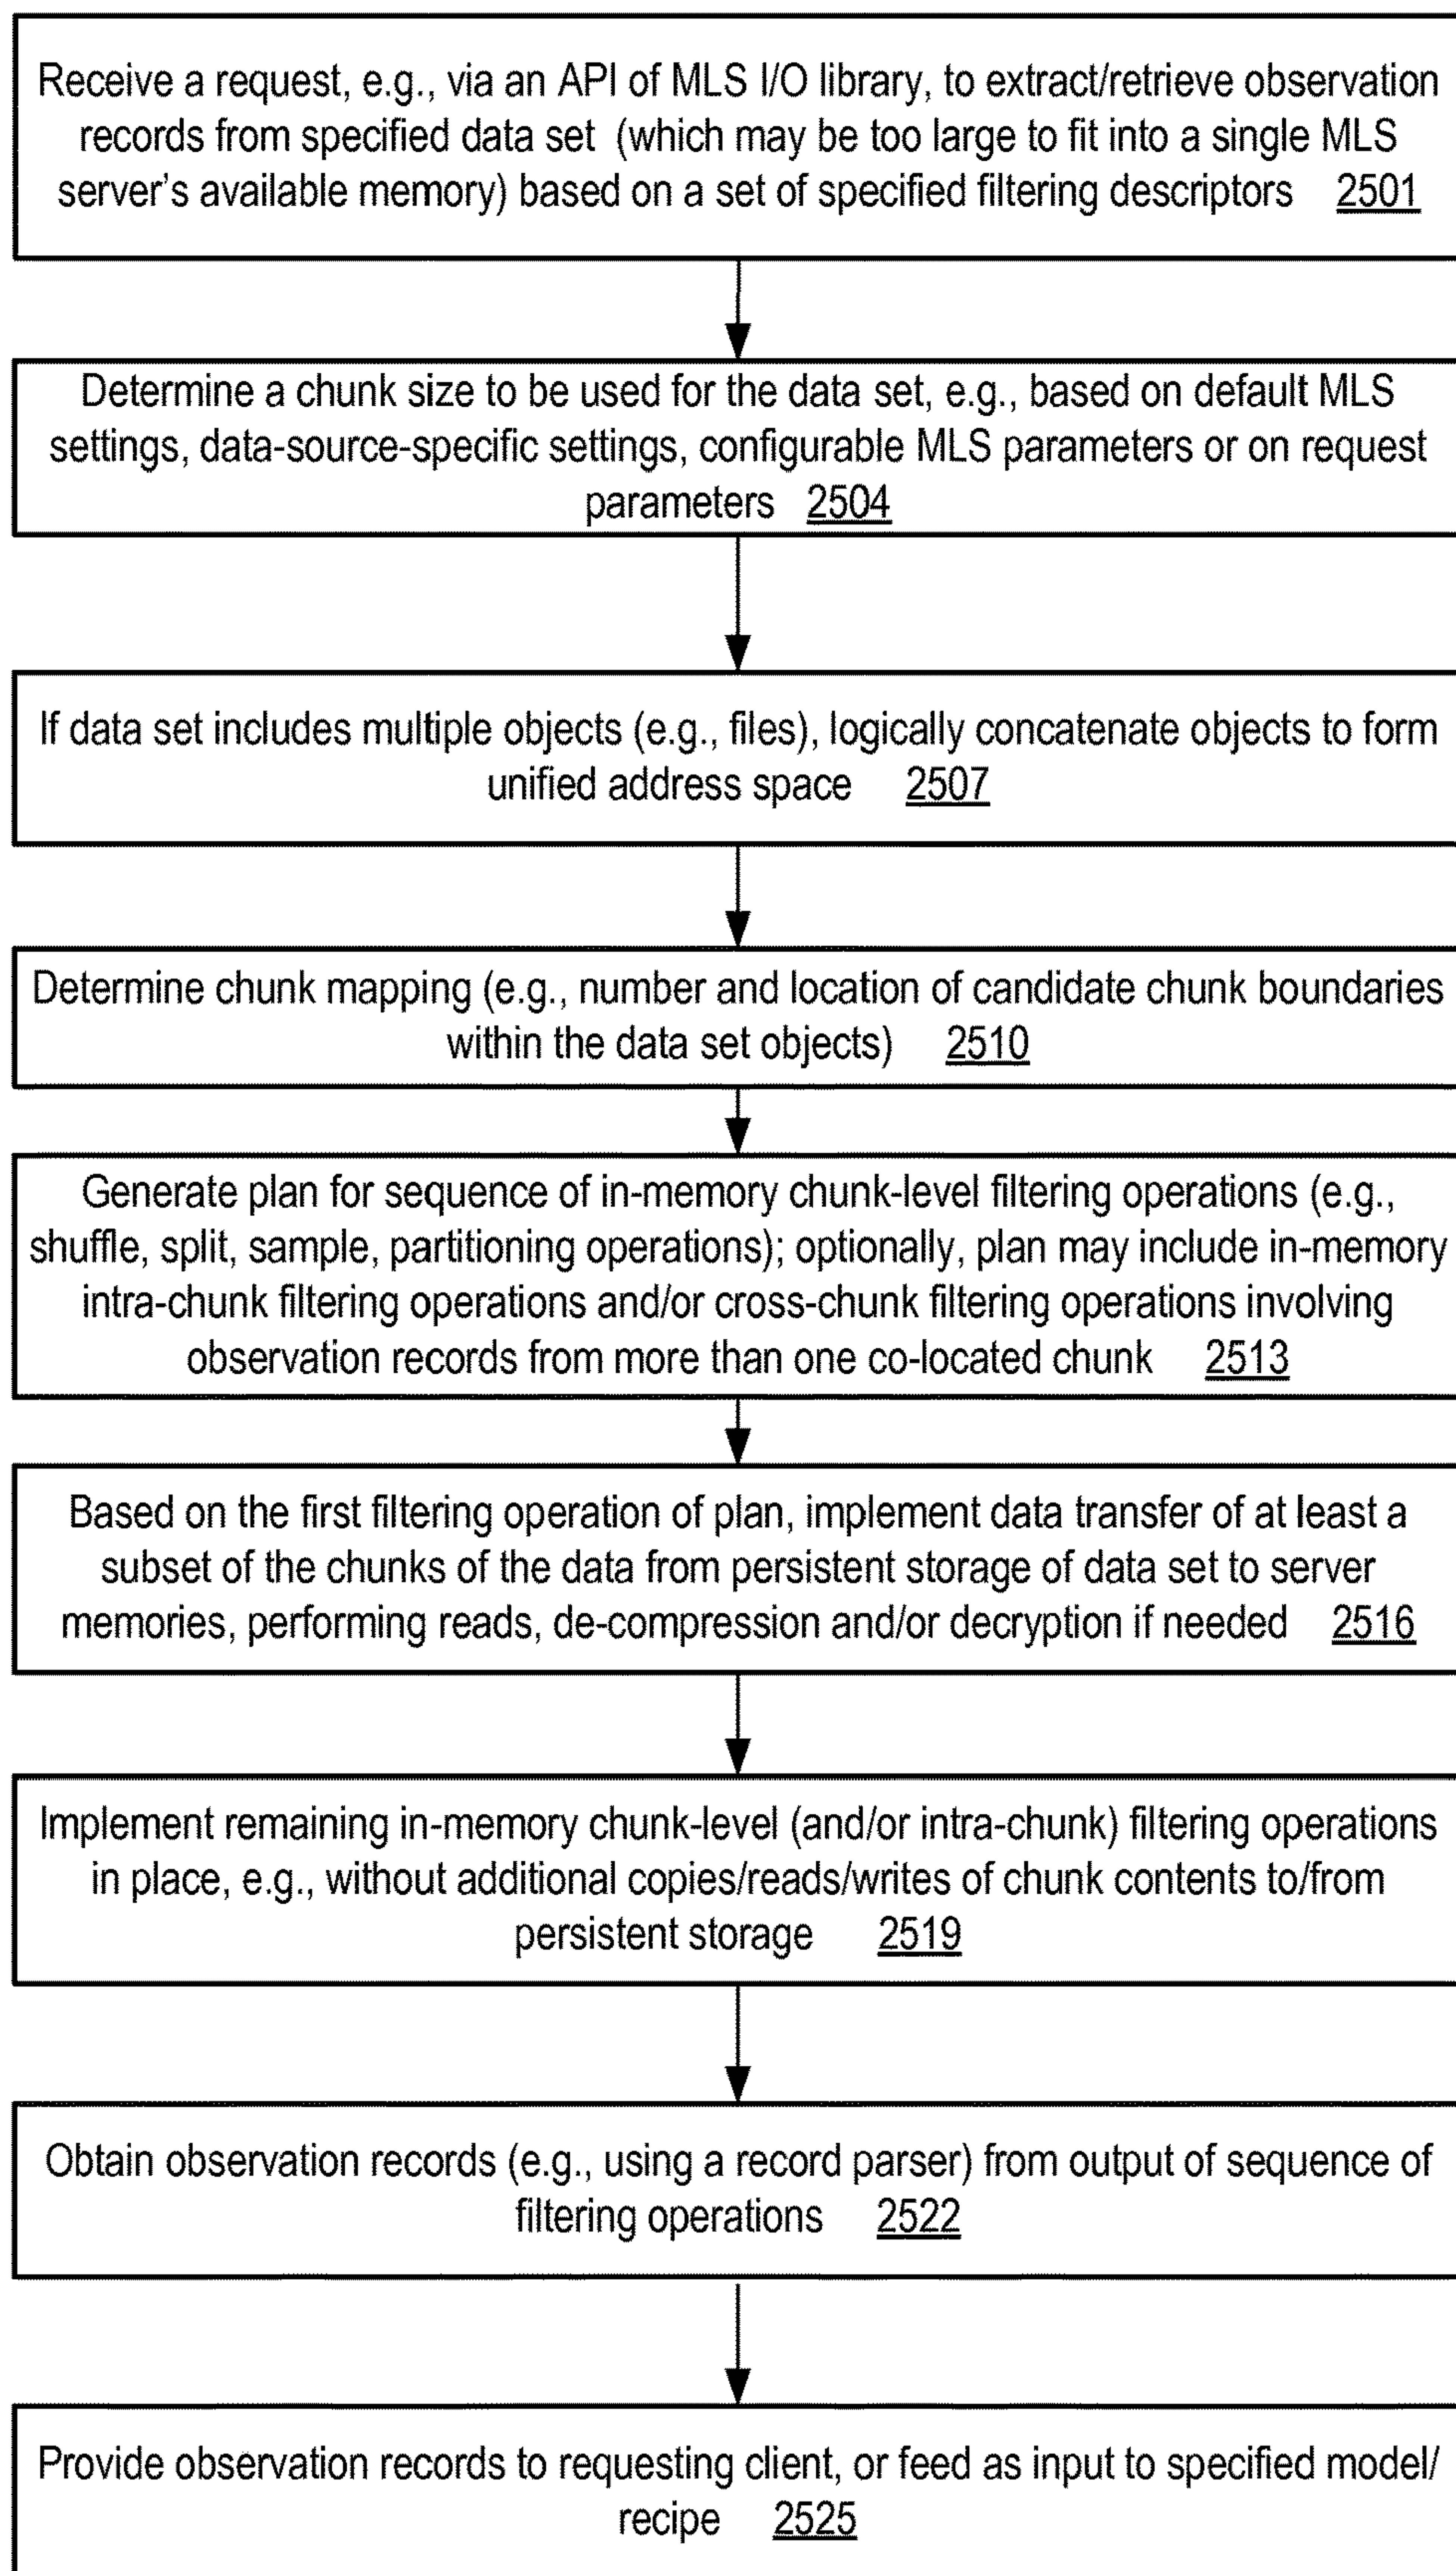 Receive a request, e.g., via an API of MLS I/O library, to extract/retrieve observation
records from specified data set (which may be too large to fit into a single MLS
server's available memory) based on a set of specified filtering descriptors 2501
Determine a chunk size to be used for the data set, e.g., based on default MLS
settings, data-source-specific settings, configurable MLS parameters or on request
parameters 2504
If data set includes multiple objects (e.g., files), logically concatenate objects to form
unified address space 2507
Determine chunk mapping (e.g., number and location of candidate chunk boundaries
within the data set objects) 2510
Generate plan for sequence of in-memory chunk-level filtering operations (e.g.,
shuffle, split, sample, partitioning operations); optionally, plan may include in-memory
intra-chunk filtering operations and/or cross-chunk filtering operations involving
observation records from more than one co-located chunk 2513
Based on the first filtering operation of plan, implement data transfer of at least a
subset of the chunks of the data from persistent storage of data set to server
memories, performing reads, de-compression and/or decryption if needed 2516
Implement remaining in-memory chunk-level (and/or intra-chunk) filtering operations
in place, e.g., without additional copies/reads/writes of chunk contents to/from
persistent storage 2519
Obtain observation records (e.g., using a record parser) from output of sequence of
filtering operations 2522
Provide observation records to requesting client, or feed as input to specified model/
recipe 2525